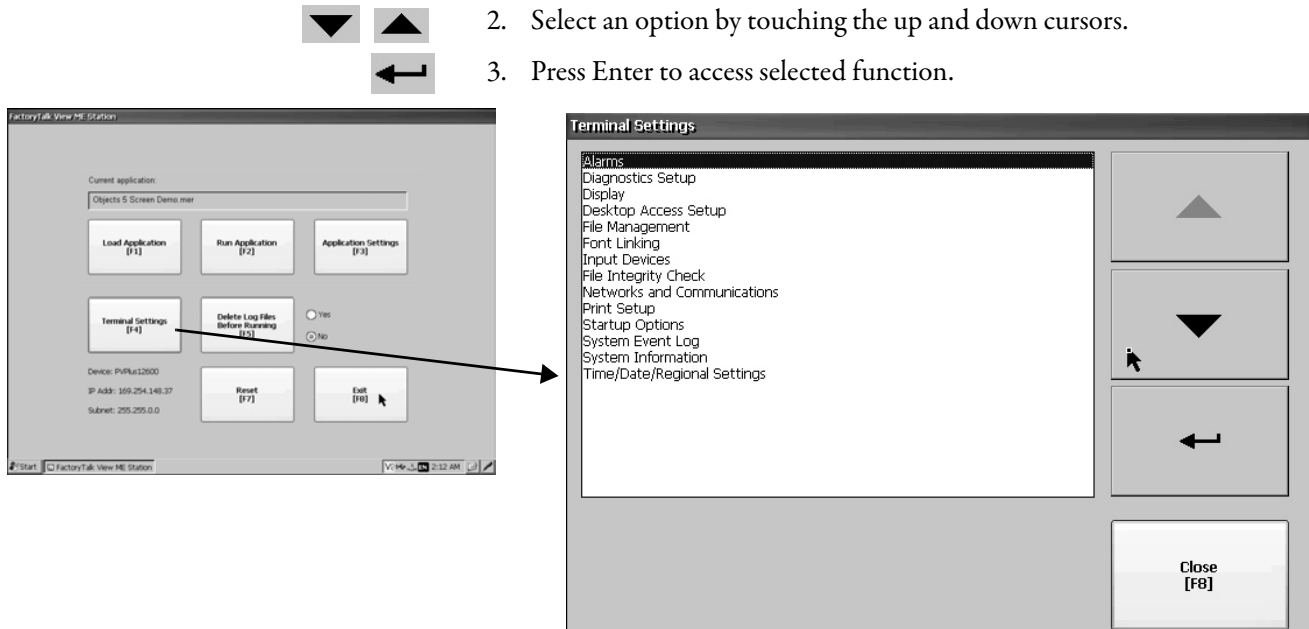 2. Select an option by touching the up and down cursors.
3. Press Enter to access selected function.
FactoryTalk View ME Station
Current application:
Objects 5 Screen Demo.mer
Load Application
[F1]
Run Application
[F2]
Application Settings
[F3]
Terminal Settings
[F4]
Delete Log Files
Before Running
[F5]
Yes
No
Device: PVPlus12600
IP Addr: 169.254.148.37
Subnet: 255.255.0.0
Reset
[F7]
Exit
[F8]
Start
FactoryTalk View ME Station
EN
2:12 AM
Terminal Settings
Alarms
Diagnostics Setup
Display
Desktop Access Setup
File Management
Font Linking
Input Devices
File Integrity Check
Networks and Communications
Print Setup
Startup Options
System Event Log
System Information
Time/Date/Regional Settings
Close
[F8]